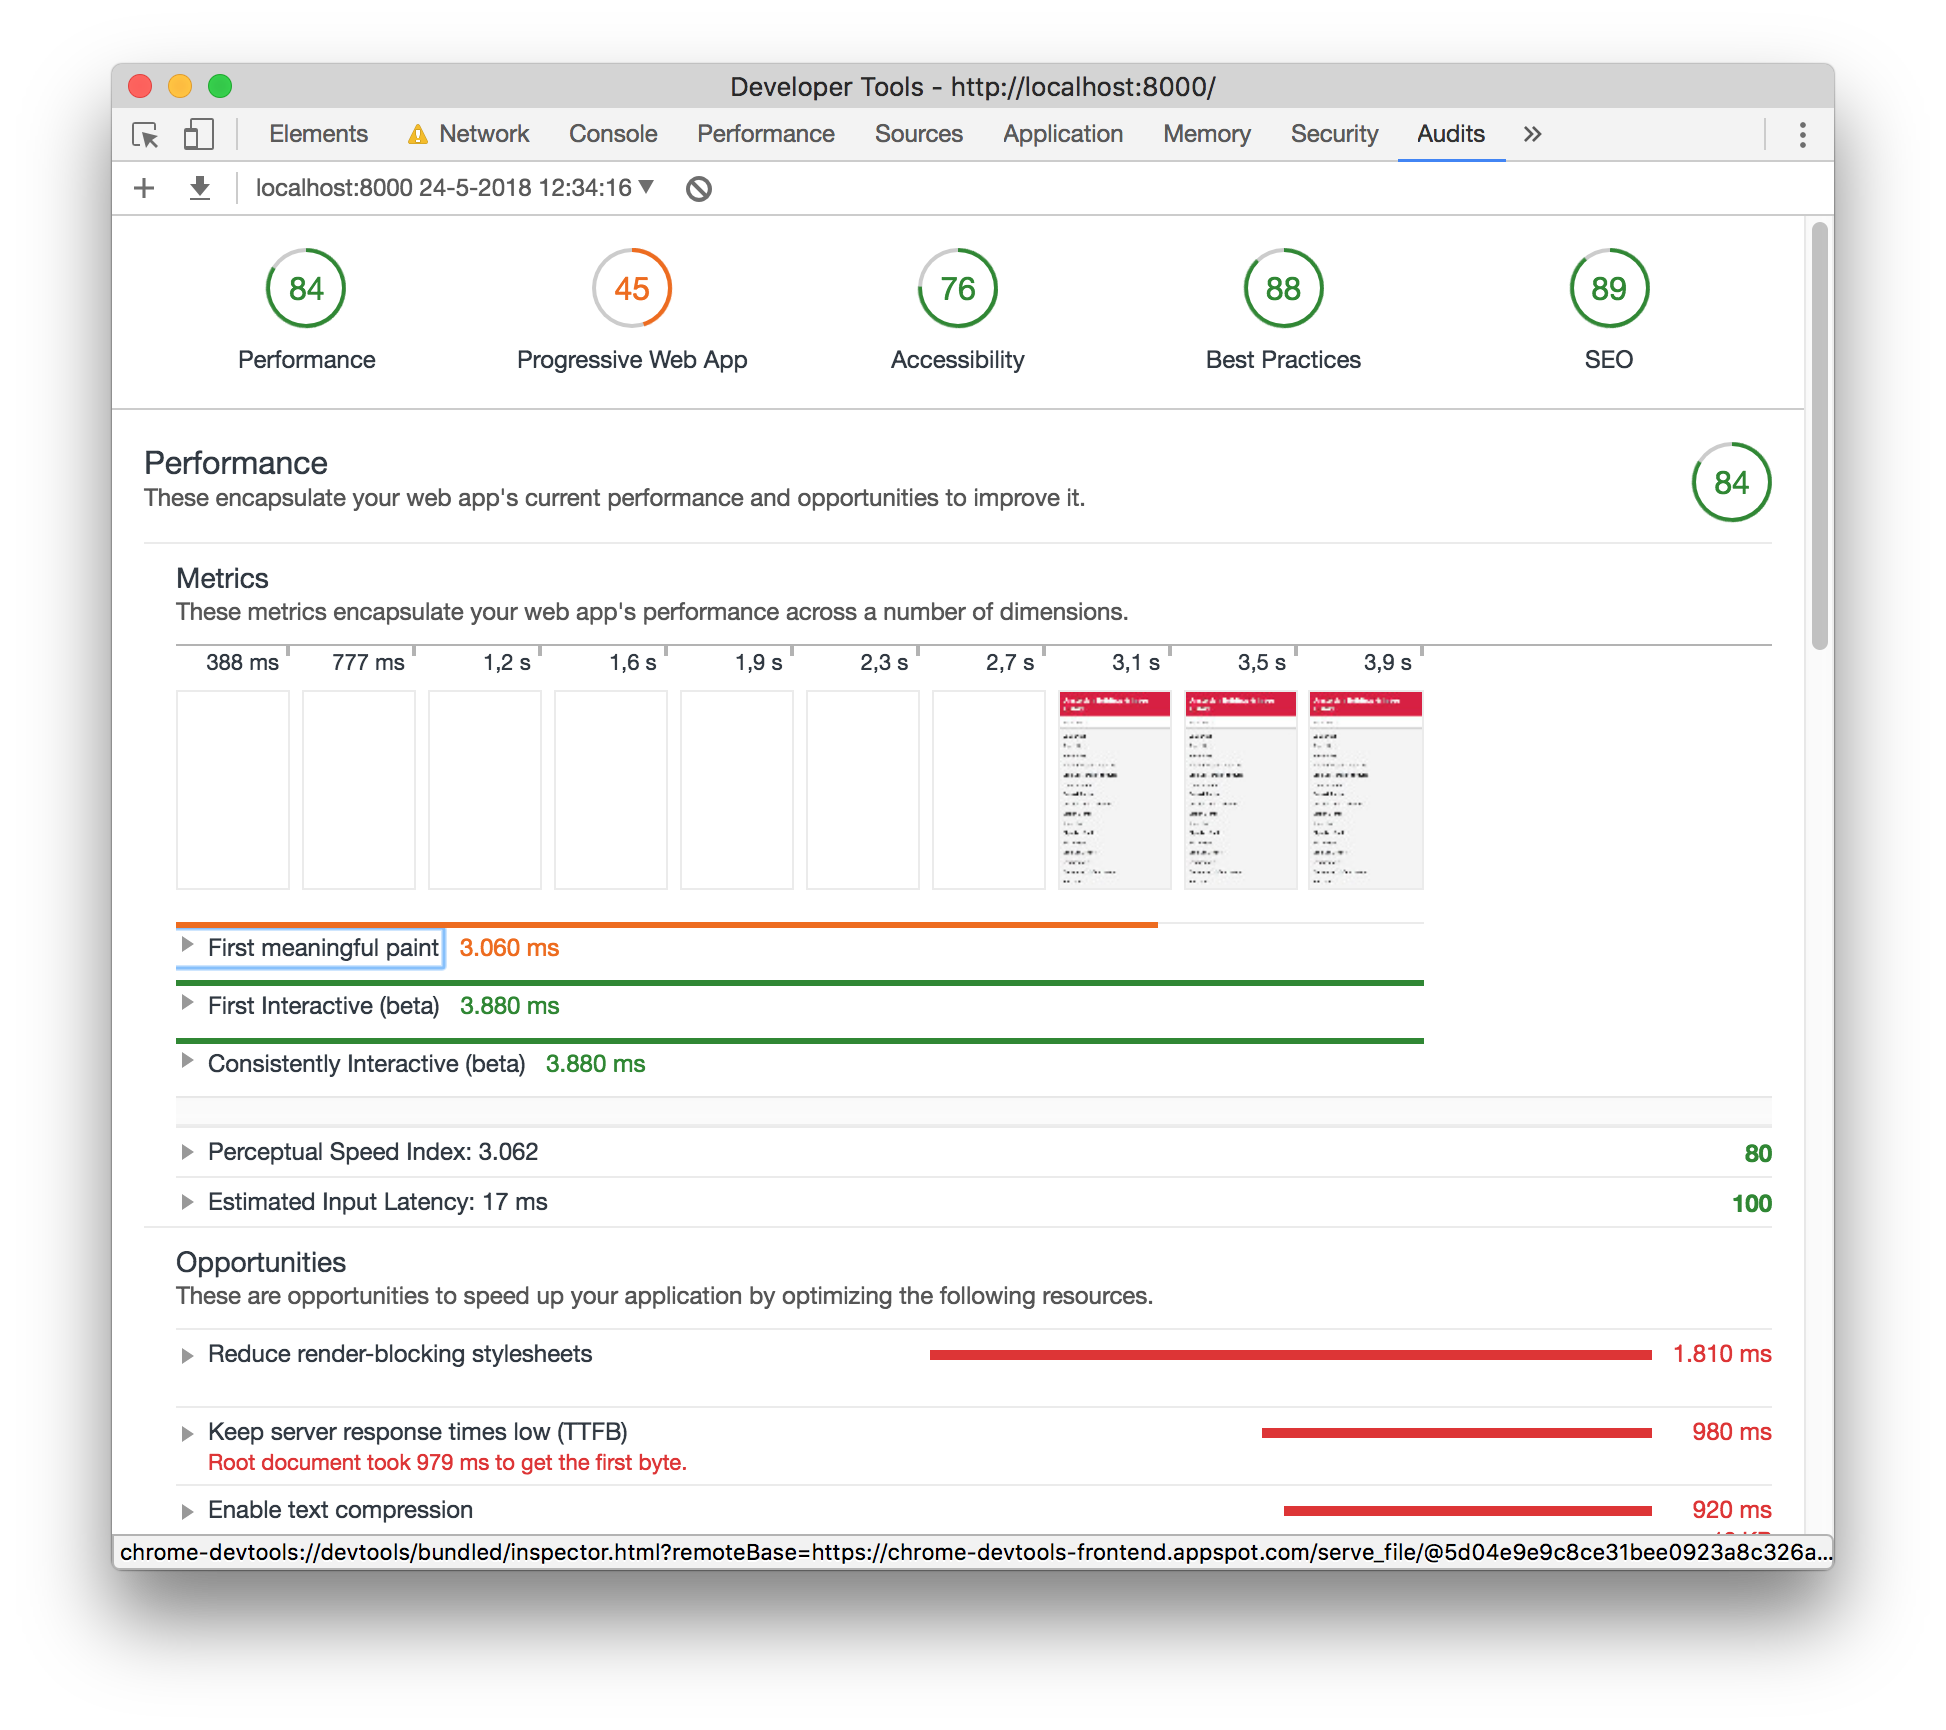 Developer Tools - http://localhost:8000/
Elements Network Console Performance Sources Application Memory Security Audits »
localhost:8000 24-5-2018 12:34:16
84 45 76 88 89
Performance Progressive Web App Accessibility Best Practices SEO
Performance
These encapsulate your web app's current performance and opportunities to improve it.
84
Metrics
These metrics encapsulate your web app's performance across a number of dimensions.
388 ms 777 ms 1,2 s 1,6 s 1,9 s 2,3 s 2,7 s 3,1 s 3,5 s 3,9 s
First meaningful paint 3.060 ms
First Interactive (beta) 3.880 ms
Consistently Interactive (beta) 3.880 ms
Perceptual Speed Index: 3.062 80
Estimated Input Latency: 17 ms 100
Opportunities
These are opportunities to speed up your application by optimizing the following resources.
Reduce render-blocking stylesheets 1.810 ms
Keep server response times low (TTFB) 980 ms
Root document took 979 ms to get the first byte.
Enable text compression 920 ms
chrome-devtools://devtools/bundled/inspector.html?remoteBase=https://chrome-devtools-frontend.appspot.com/serve_file/@5d04e9e9c8ce31bee0923a8c326a...